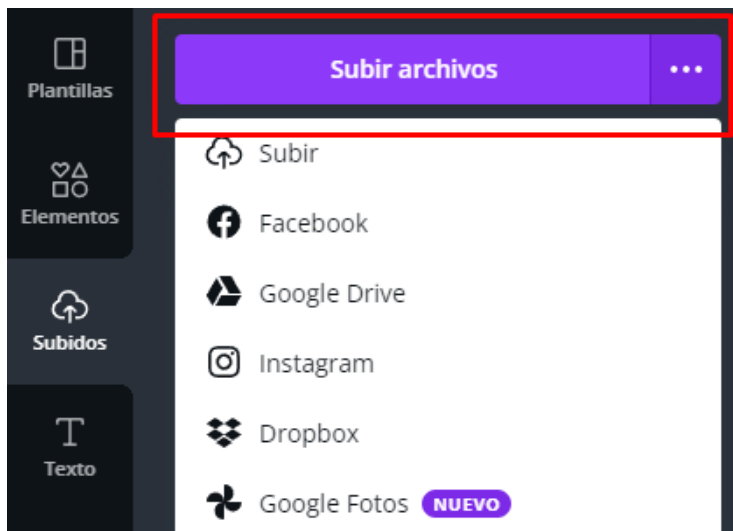 Plantillas
Elementos
Subidos
Texto
Subir archivos
Subir
Facebook
Google Drive
Instagram
Dropbox
Google Fotos NUEVO